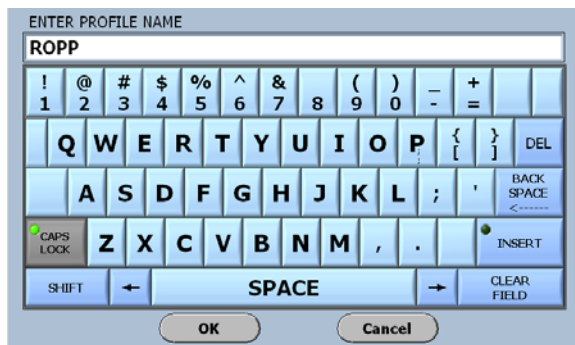 ENTER PROFILE NAME
ROPP
! @ # $ % ^ & ( ) _ +
1 2 3 4 5 6 7 8 9 0 - =
Q W E R T Y U I O P { [ } ] DEL
A S D F G H J K L ; ' BACK SPACE <------
CAPS LOCK Z X C V B N M , . INSERT
SHIFT ← SPACE → CLEAR FIELD
OK Cancel